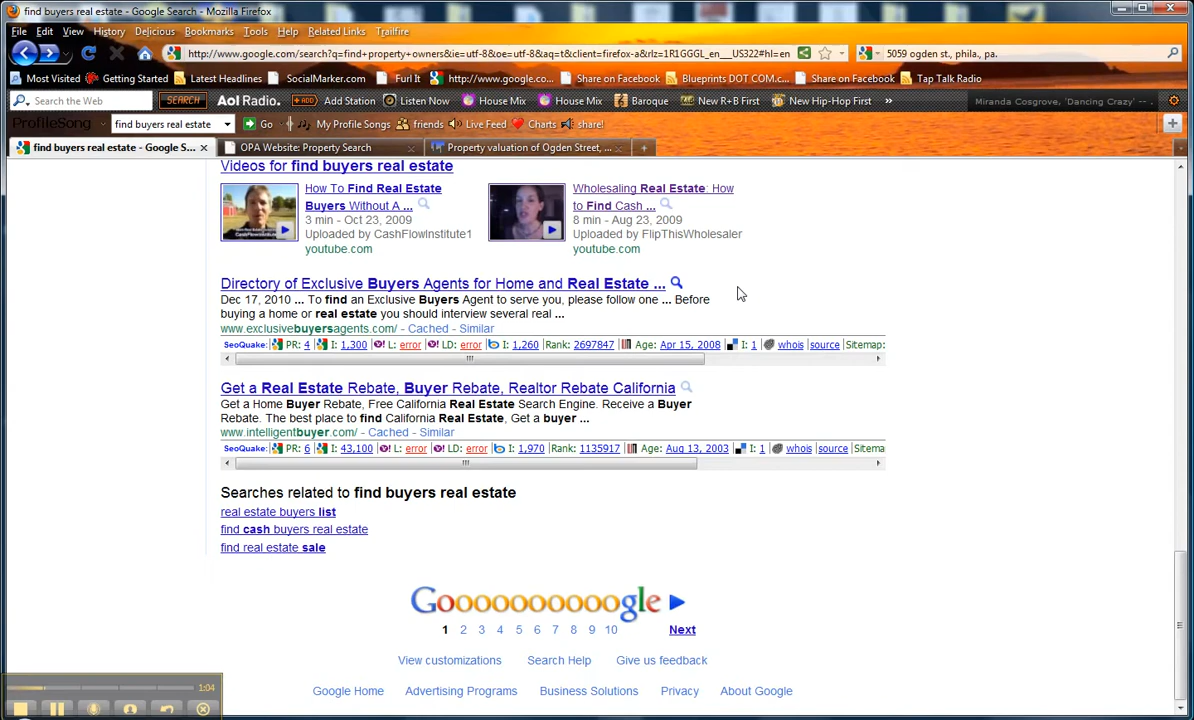 find buyers real estate - Google Search - Mozilla Firefox
File Edit View History Delicious Bookmarks Tools Help Related Links Trailfire
http://www.google.com/search?q=find+property+owners&ie=utf-8&oe=utf-8&aq=t&client=firefox-a&rlz=1R1GGGL_en___US322#hl=en
5059 ogden st., phila., pa.
Most Visited Getting Started Latest Headlines SocialMarker.com Furl It http://www.google.co... Share on Facebook Blueprints DOT COM.c... Share on Facebook Tap Talk Radio
Search the Web SEARCH Aol Radio. ADD Add Station Listen Now House Mix House Mix Baroque New R+B First New Hip-Hop First » Miranda Cosgrove, 'Dancing Crazy' --
ProfileSong find buyers real estate Go My Profile Songs friends Live Feed Charts share!
find buyers real estate - Google S... OPA Website: Property Search Property valuation of Ogden Street, ...
Videos for find buyers real estate
How To Find Real Estate
Buyers Without A ...
3 min - Oct 23, 2009
Uploaded by CashFlowInstitute1
youtube.com
Wholesaling Real Estate: How
to Find Cash ...
8 min - Aug 23, 2009
Uploaded by FlipThisWholesaler
youtube.com
Directory of Exclusive Buyers Agents for Home and Real Estate ...
Dec 17, 2010 ... To find an Exclusive Buyers Agent to serve you, please follow one ... Before
buying a home or real estate you should interview several real ...
www.exclusivebuyersagents.com/ - Cached - Similar
SeoQuake: PR: 4 I: 1,300 L: error LD: error I: 1,260 Rank: 2697847 Age: Apr 15, 2008 I: 1 whois source Sitemap:
Get a Real Estate Rebate, Buyer Rebate, Realtor Rebate California
Get a Home Buyer Rebate, Free California Real Estate Search Engine. Receive a Buyer
Rebate. The best place to find California Real Estate, Get a buyer ...
www.intelligentbuyer.com/ - Cached - Similar
SeoQuake: PR: 6 I: 43,100 L: error LD: error I: 1,970 Rank: 1135917 Age: Aug 13, 2003 I: 1 whois source Sitema
Searches related to find buyers real estate
real estate buyers list
find cash buyers real estate
find real estate sale
Goooooooooogle
1 2 3 4 5 6 7 8 9 10 Next
View customizations Search Help Give us feedback
Google Home Advertising Programs Business Solutions Privacy About Google
1:04